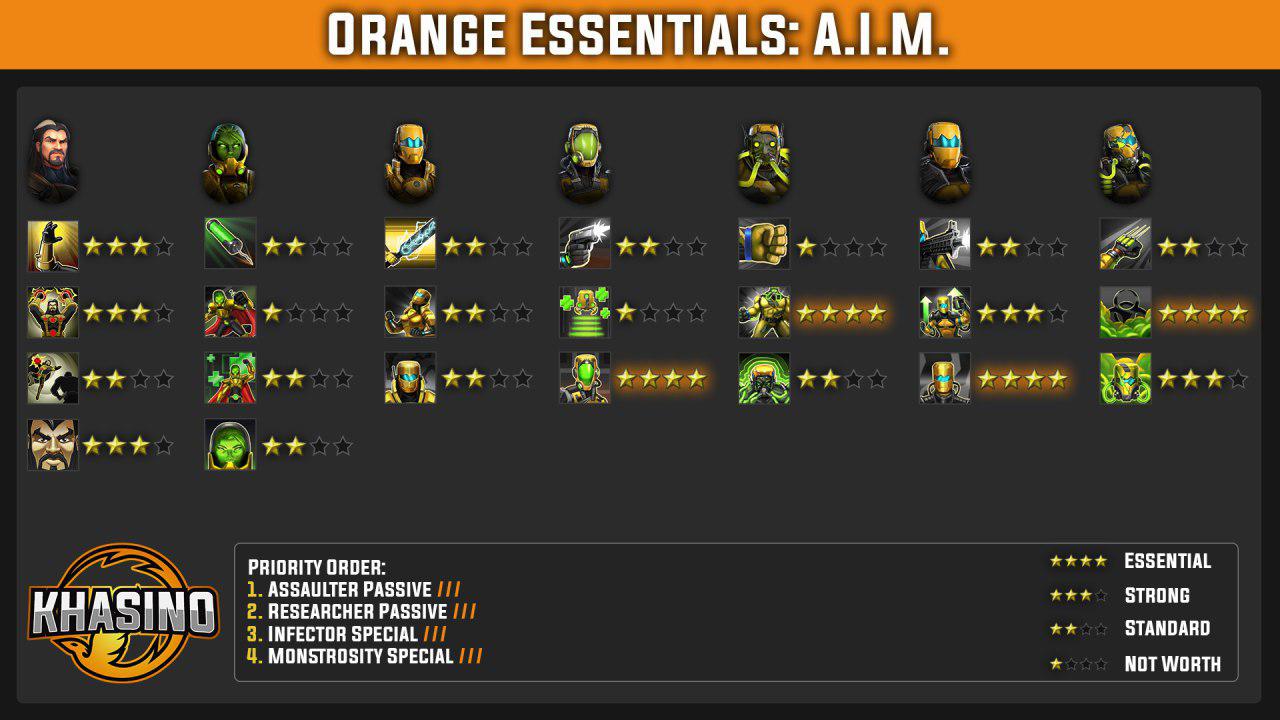 ORANGE ESSENTIALS: A.I.M.
KHASINO
PRIORITY ORDER:
1. ASSAULTER PASSIVE ///
2. RESEARCHER PASSIVE ///
3. INFECTOR SPECIAL ///
4. MONSTROSITY SPECIAL ///
ESSENTIAL
STRONG
STANDARD
NOT WORTH